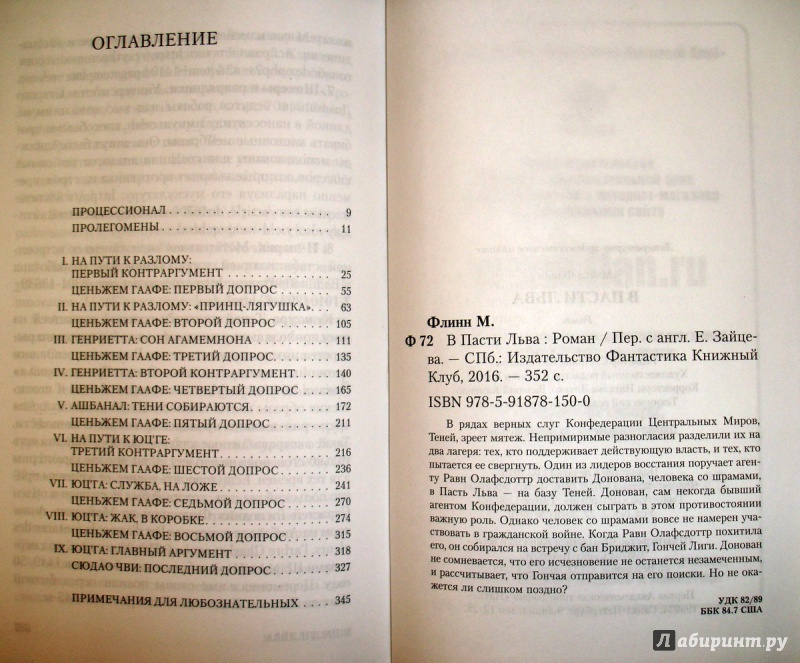 ОГЛАВЛЕНИЕ
ПРОЦЕССИОНАЛ . . . . . . . . . . . . . . . . . . . . 9
ПРОЛЕГОМЕНЫ . . . . . . . . . . . . . . . . . . . . 11
I. НА ПУТИ К РАЗЛОМУ:
ПЕРВЫЙ КОНТРАРГУМЕНТ . . . . . . . . . . . . 25
ЦЕНЬЖЕМ ГААФЕ: ПЕРВЫЙ ДОПРОС . . . . . . 55
II. НА ПУТИ К РАЗЛОМУ: «ПРИНЦ-ЛЯГУШКА» . . 63
ЦЕНЬЖЕМ ГААФЕ: ВТОРОЙ ДОПРОС . . . . . . 105
III. ГЕНРИЕТТА: СОН АГАМЕМНОНА . . . . . . . . 111
ЦЕНЬЖЕМ ГААФЕ: ТРЕТИЙ ДОПРОС . . . . . . 135
IV. ГЕНРИЕТТА: ВТОРОЙ КОНТРАРГУМЕНТ . . . . 140
ЦЕНЬЖЕМ ГААФЕ: ЧЕТВЕРТЫЙ ДОПРОС . . . . 165
V. АШБАНАЛ: ТЕНИ СОБИРАЮТСЯ . . . . . . . . 172
ЦЕНЬЖЕМ ГААФЕ: ПЯТЫЙ ДОПРОС . . . . . . 211
VI. НА ПУТИ К ЮЦТЕ:
ТРЕТИЙ КОНТРАРГУМЕНТ . . . . . . . . . . . . 216
ЦЕНЬЖЕМ ГААФЕ: ШЕСТОЙ ДОПРОС . . . . . . 236
VII. ЮЦТА: СЛУЖБА, НА ЛОЖЕ . . . . . . . . . . 241
ЦЕНЬЖЕМ ГААФЕ: СЕДЬМОЙ ДОПРОС . . . . . 270
VIII. ЮЦТА: ЖАК, В КОРОБКЕ . . . . . . . . . . . 274
ЦЕНЬЖЕМ ГААФЕ: ВОСЬМОЙ ДОПРОС . . . . . 315
IX. ЮЦТА: ГЛАВНЫЙ АРГУМЕНТ . . . . . . . . . 318
СЮДАО ЧВИ: ПОСЛЕДНИЙ ДОПРОС . . . . . . 327
ПРИМЕЧАНИЯ ДЛЯ ЛЮБОЗНАТЕЛЬНЫХ . . . . 345
Флинн М.
Ф 72 В Пасти Льва : Роман / Пер. с англ. Е. Зайце-
ва. — СПб.: Издательство Фантастика Книжный
Клуб, 2016. — 352 с.
ISBN 978-5-91878-150-0
В рядах верных слуг Конфедерации Центральных Миров,
Теней, зреет мятеж. Непримиримые разногласия разделили их на
два лагеря: тех, кто поддерживает действующую власть, и тех, кто
пытается ее свергнуть. Один из лидеров восстания поручает аген-
ту Равн Олафсдоттр доставить Донована, человека со шрамами,
в Пасть Льва — на базу Теней. Донован, сам некогда бывший
агентом Конфедерации, должен сыграть в этом противостоянии
важную роль. Однако человек со шрамами вовсе не намерен уча-
ствовать в гражданской войне. Когда Равн Олафсдоттр похитила
его, он собирался на встречу с бан Бриджит, Гончей Лиги. Донован
не сомневается, что его исчезновение не останется незамеченным,
и рассчитывает, что Гончая отправится на его поиски. Но не ока-
жется ли слишком поздно?
УДК 82/89
ББК 84.7 США
Лабиринт.ру